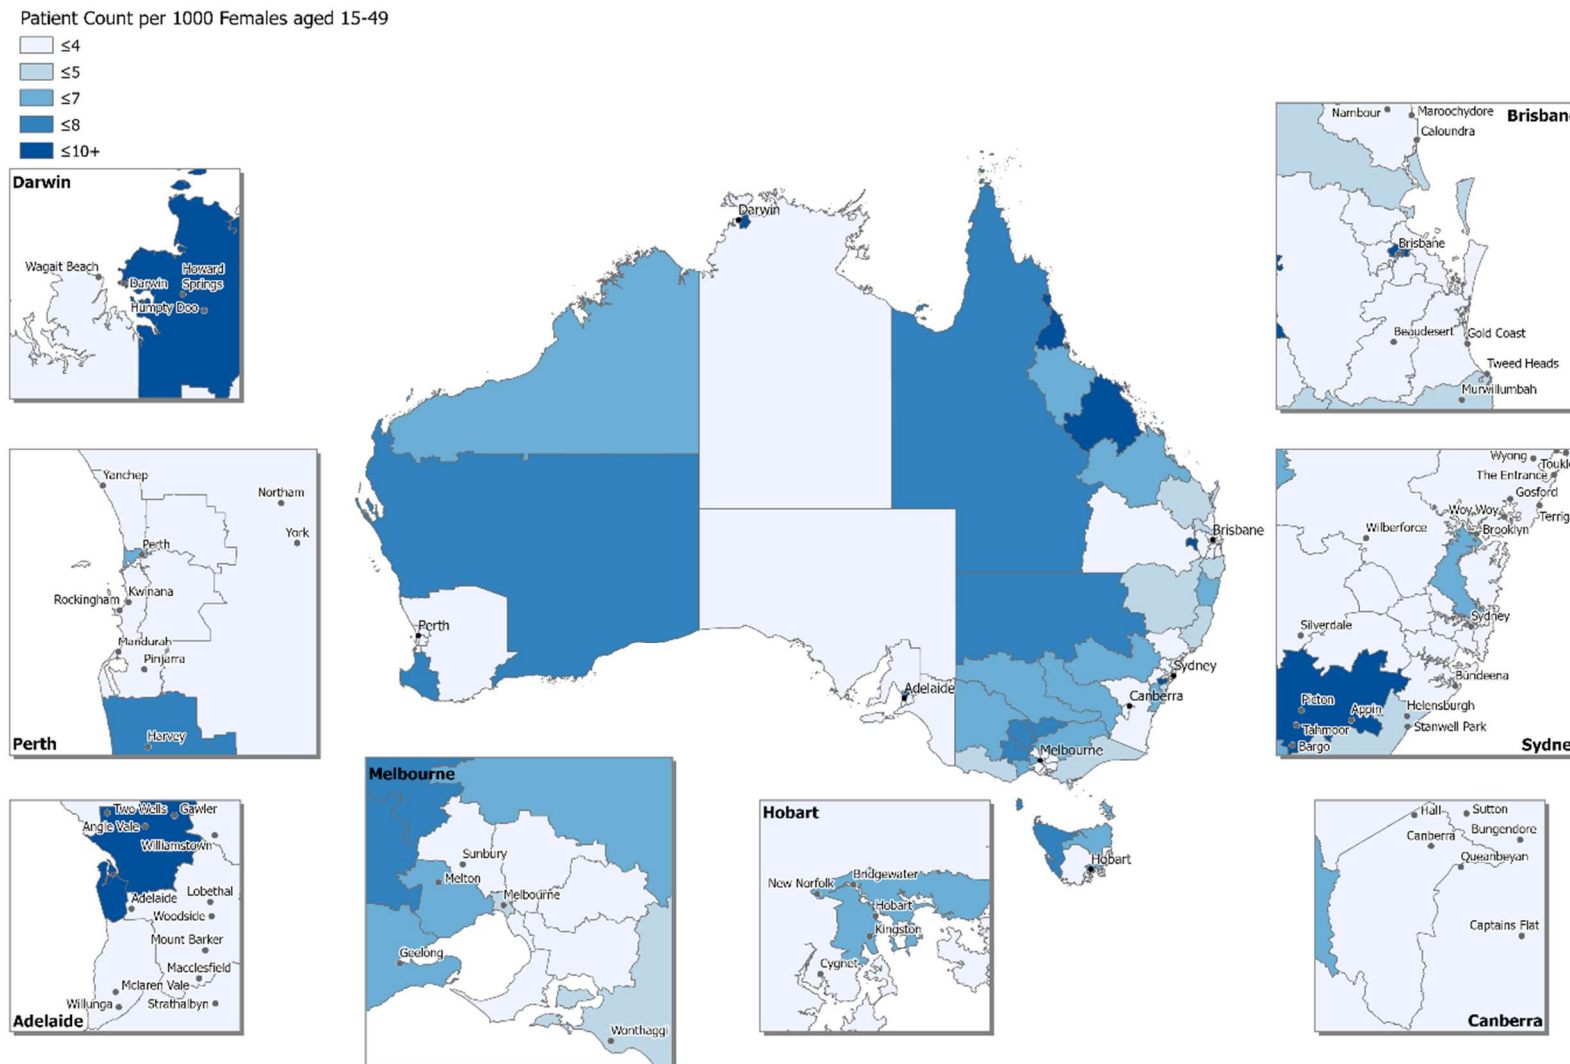 Patient Count per 1000 Females aged 15-49
≤4
≤5
≤7
≤8
≤10+
Darwin
Wagait Beach
Howard
Springs
Darwin
Humpty Doo
Yanchep
Northam
York
Perth
Kwinana
Rockingham
Mandurah
Pinjarra
Harvey
Perth
Two Wells
Gawler
Angle Vale
Williamstown
Lobethal
Adelaide
Woodside
Mount Barker
Macclesfield
Mclaren Vale
Willunga
Strathalbyn
Adelaide
Darwin
Brisbane
Perth
Sydney
Adelaide
Canberra
Melbourne
Hobart
Melbourne
Sunbury
Melton
Melbourne
Geelong
Wonthaggi
Hobart
Bridgewater
New Norfolk
Hobart
Kingston
Cygnet
Nambour
Maroochydore
Brisbane
Caloundra
Brisbane
Beaudesert
Gold Coast
Tweed Heads
Murwillumbah
Wyong
Toukl
The Entrance
Gosford
Woy Woy
Terrig
Wilberforce
Brooklyn
Silverdale
Sydney
Bundeena
Picton
Appin
Helensburgh
Tahmoor
Stanwell Park
Bargo
Sydne
Hall
Sutton
Canberra
Bungendore
Queanbeyan
Captains Flat
Canberra